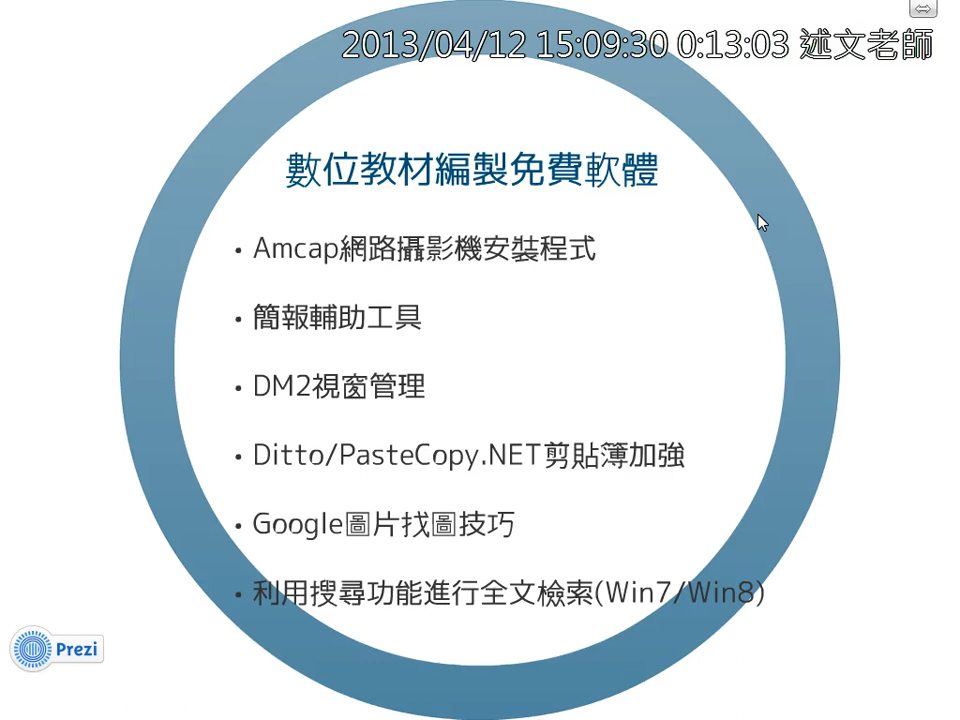 2013/04/12 15:09:30 0:13:03 述文老師
數位教材編製免費軟體
• Amcap網路攝影機安裝程式
• 簡報輔助工具
• DM2視窗管理
• Ditto/PasteCopy.NET剪貼簿加強
• Google圖片找圖技巧
• 利用搜尋功能進行全文檢索(Win7/Win8)
Prezi